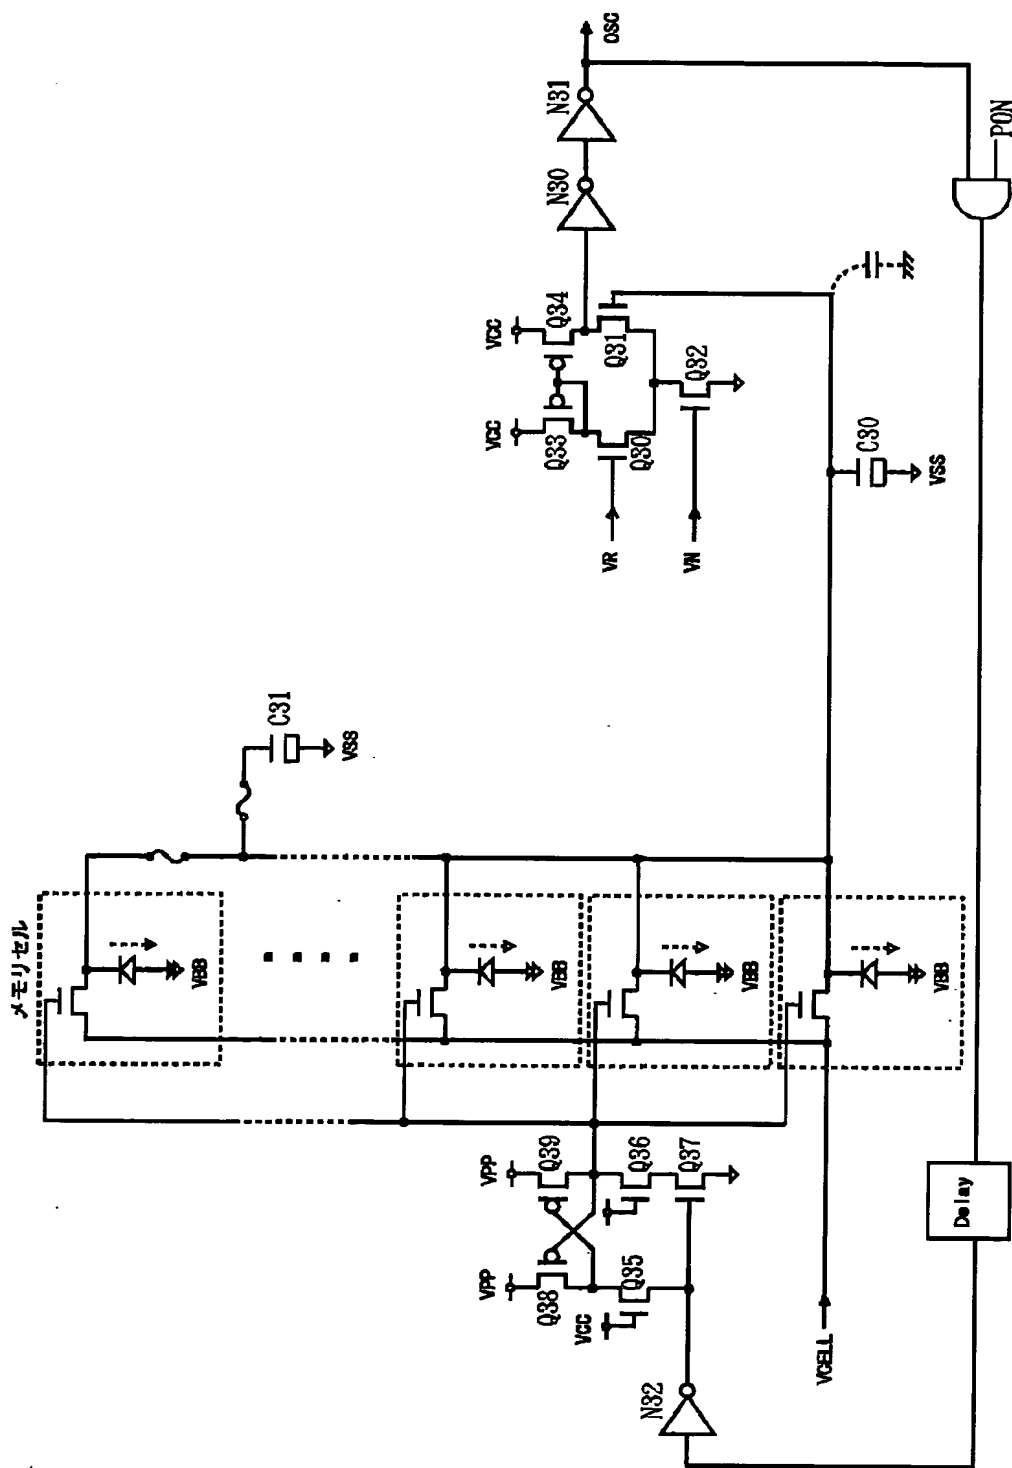 メモリセル
VBB
VBB
VBB
VBB
C31
VSS
VPP
VPP
Q38
Q39
VCC
Q35
Q36
Q37
N32
VCELL
Delay
VCC
VCC
Q33
Q34
Q30
Q31
Q32
VR
VN
N30
N31
OSC
C30
VSS
PON